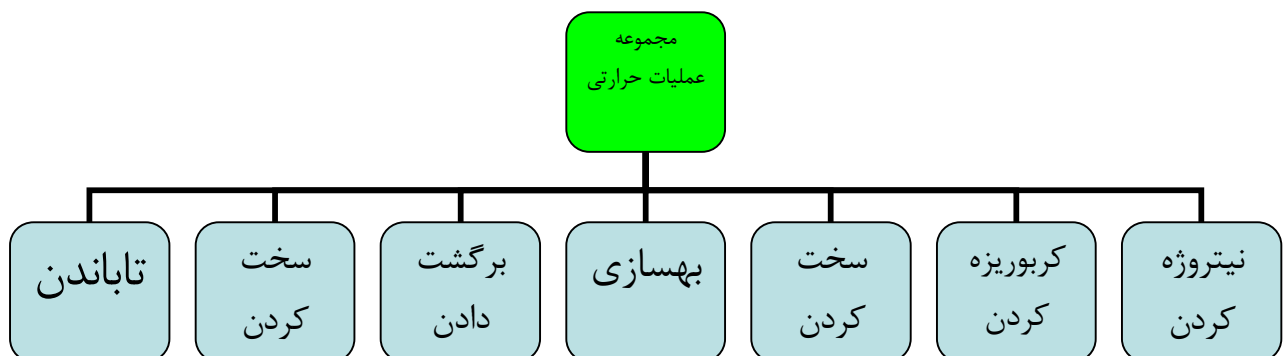 مجموعه
عملیات حرارتی
نیتروژه
کردن
کربوریزه
کردن
سخت
کردن
بهسازی
برگشت
دادن
سخت
کردن
تاباندن